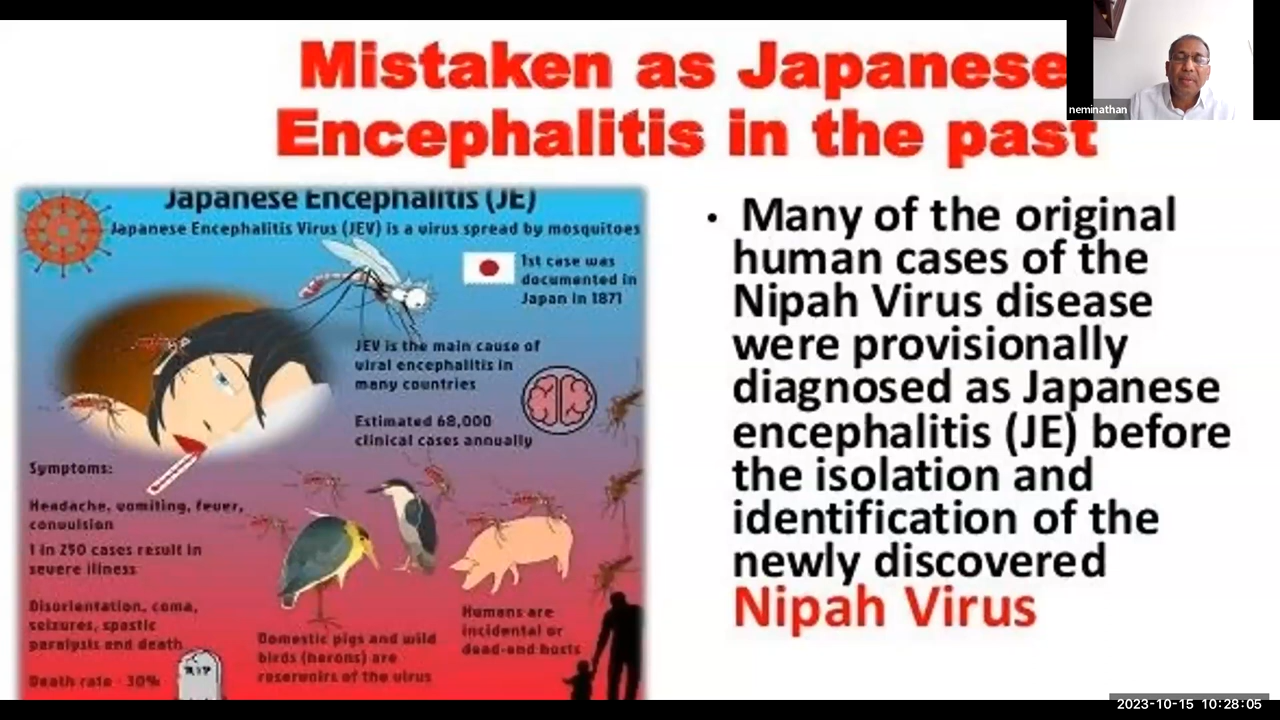 Mistaken as Japanese
Encephalitis in the past
neminathan
Japanese Encephalitis (JE)
Japanese Encephalitis Virus (JEV) is a virus spread by mosquitoes
1st case was
documented in
Japan in 1871
JEV is the main cause of
viral encephalitis in
many countries
Estimated 68,000
clinical cases annually
Symptoms:
Headache, vomiting, fever,
convulsion
1 in 250 cases result in
severe illness
Disorientation, coma,
seizures, spastic
paralysis and death
Death rate - 30%
R.I.P
Domestic pigs and wild
birds (herons) are
reservoirs of the virus
Humans are
incidental or
dead-end hosts
• Many of the original
human cases of the
Nipah Virus disease
were provisionally
diagnosed as Japanese
encephalitis (JE) before
the isolation and
identification of the
newly discovered
Nipah Virus
2023-10-15 10:28:05